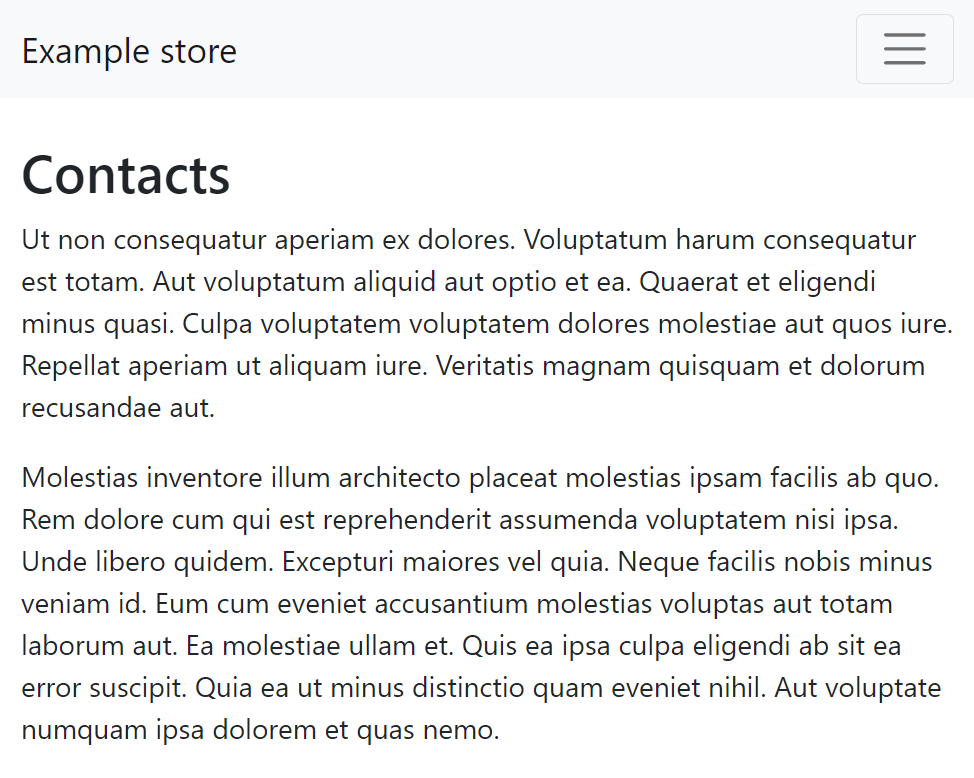 Example store
Contacts
Ut non consequatur aperiam ex dolores. Voluptatum harum consequatur
est totam. Aut voluptatum aliquid aut optio et ea. Quaerat et eligendi
minus quasi. Culpa voluptatem voluptatem dolores molestiae aut quos iure.
Repellat aperiam ut aliquam iure. Veritatis magnam quisquam et dolorum
recusandae aut.
Molestias inventore illum architecto placeat molestias ipsam facilis ab quo.
Rem dolore cum qui est reprehenderit assumenda voluptatem nisi ipsa.
Unde libero quidem. Excepturi maiores vel quia. Neque facilis nobis minus
veniam id. Eum cum eveniet accusantium molestias voluptas aut totam
laborum aut. Ea molestiae ullam et. Quis ea ipsa culpa eligendi ab sit ea
error suscipit. Quia ea ut minus distinctio quam eveniet nihil. Aut voluptate
numquam ipsa dolorem et quas nemo.